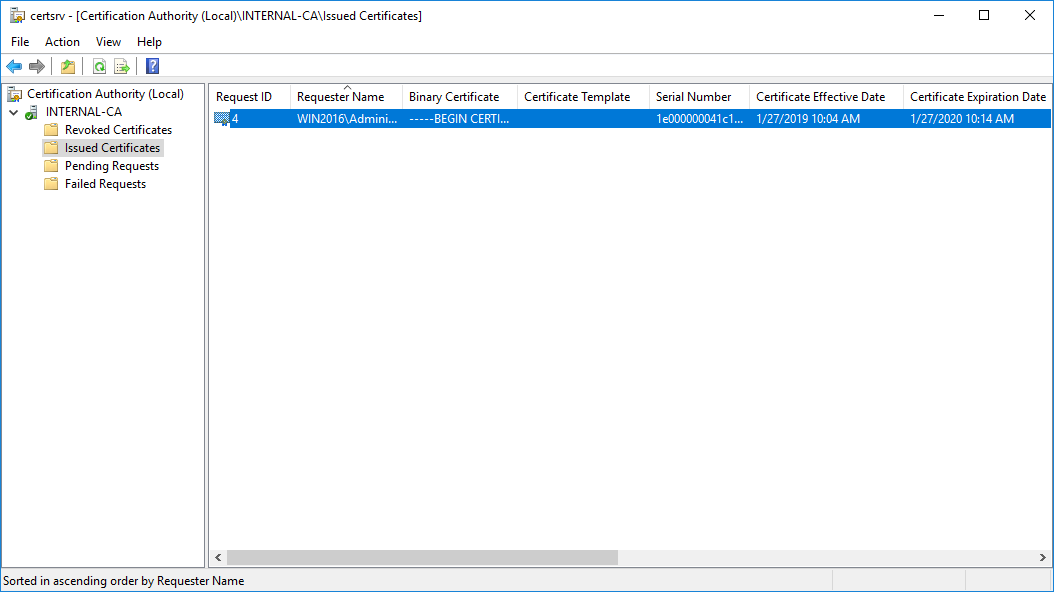 certsrv - [Certification Authority (Local)\INTERNAL-CA\Issued Certificates]
File Action View Help
Certification Authority (Local)
INTERNAL-CA
Revoked Certificates
Issued Certificates
Pending Requests
Failed Requests
Request ID Requester Name Binary Certificate Certificate Template Serial Number Certificate Effective Date Certificate Expiration Date
4 WIN2016\Admini... -----BEGIN CERTI... 1e000000041c1... 1/27/2019 10:04 AM 1/27/2020 10:14 AM
Sorted in ascending order by Requester Name